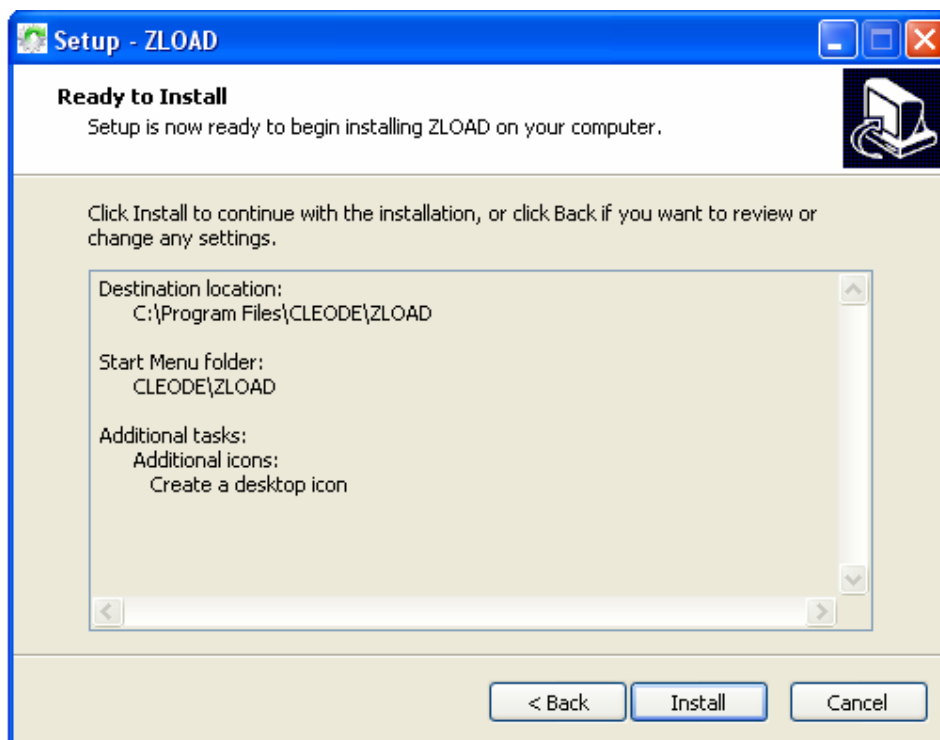 Setup - ZLOAD
Ready to Install
Setup is now ready to begin installing ZLOAD on your computer.
Click Install to continue with the installation, or click Back if you want to review or
change any settings.
Destination location:
C:\Program Files\CLEODE\ZLOAD
Start Menu folder:
CLEODE\ZLOAD
Additional tasks:
Additional icons:
Create a desktop icon
< Back
Install
Cancel